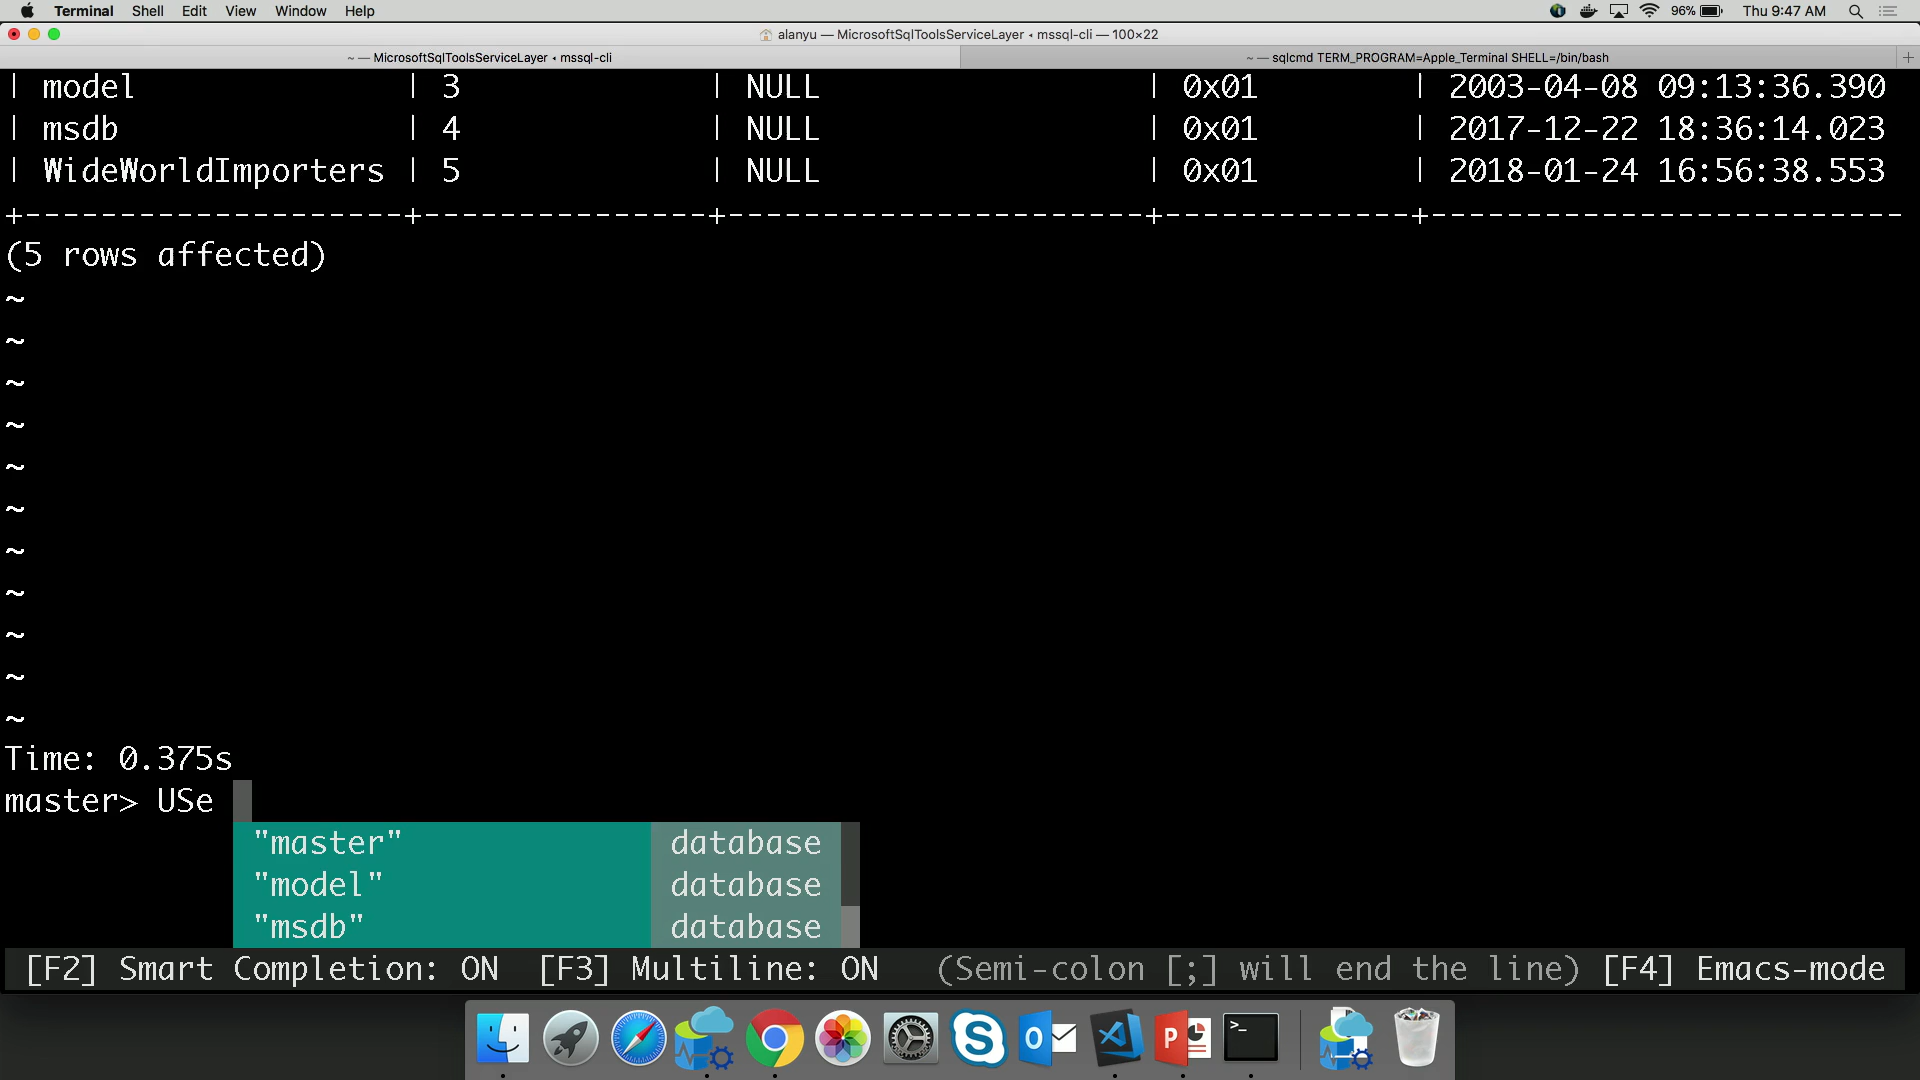 Terminal Shell Edit View Window Help 96% Thu 9:47 AM
alanyu — MicrosoftSqlToolsServiceLayer ◂ mssql-cli — 100×22
~ — MicrosoftSqlToolsServiceLayer ◂ mssql-cli
~ — sqlcmd TERM_PROGRAM=Apple_Terminal SHELL=/bin/bash
| model | 3 | NULL | 0x01 | 2003-04-08 09:13:36.390
| msdb | 4 | NULL | 0x01 | 2017-12-22 18:36:14.023
| WideWorldImporters | 5 | NULL | 0x01 | 2018-01-24 16:56:38.553
+--------------------+--------------+----------------------+-------------+-------------------------
(5 rows affected)
~
~
~
~
~
~
~
~
~
~
~
Time: 0.375s
master> USe
"master" database
"model" database
"msdb" database
[F2] Smart Completion: ON [F3] Multiline: ON (Semi-colon [;] will end the line) [F4] Emacs-mode